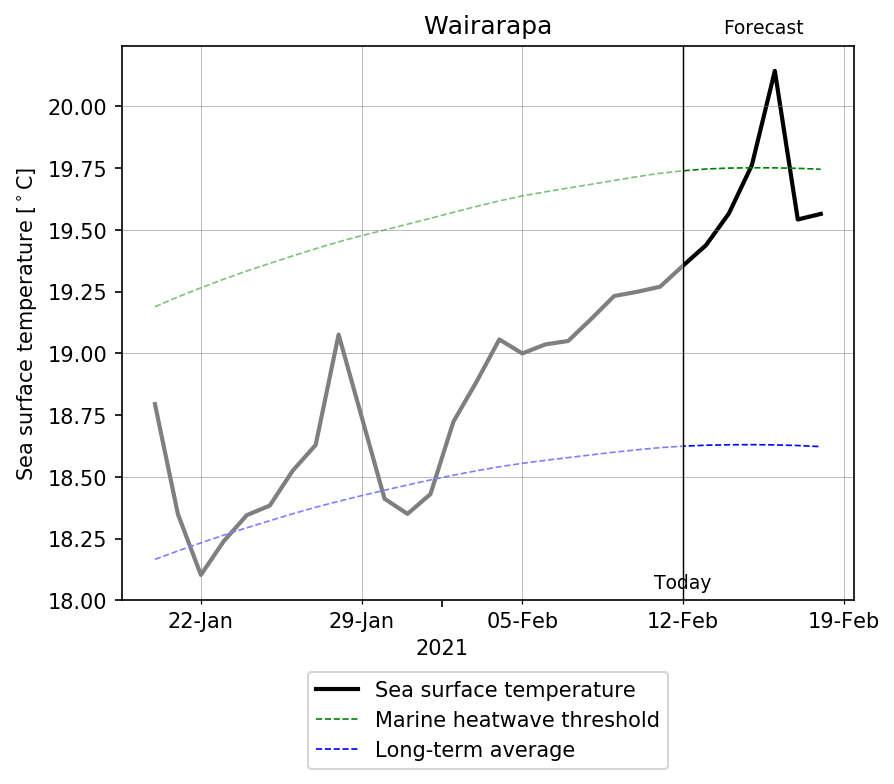 Wairarapa
Forecast
Sea surface temperature [°C]
20.00
19.75
19.50
19.25
19.00
18.75
18.50
18.25
18.00
Today
22-Jan 29-Jan 05-Feb 12-Feb 19-Feb
2021
Sea surface temperature
Marine heatwave threshold
Long-term average